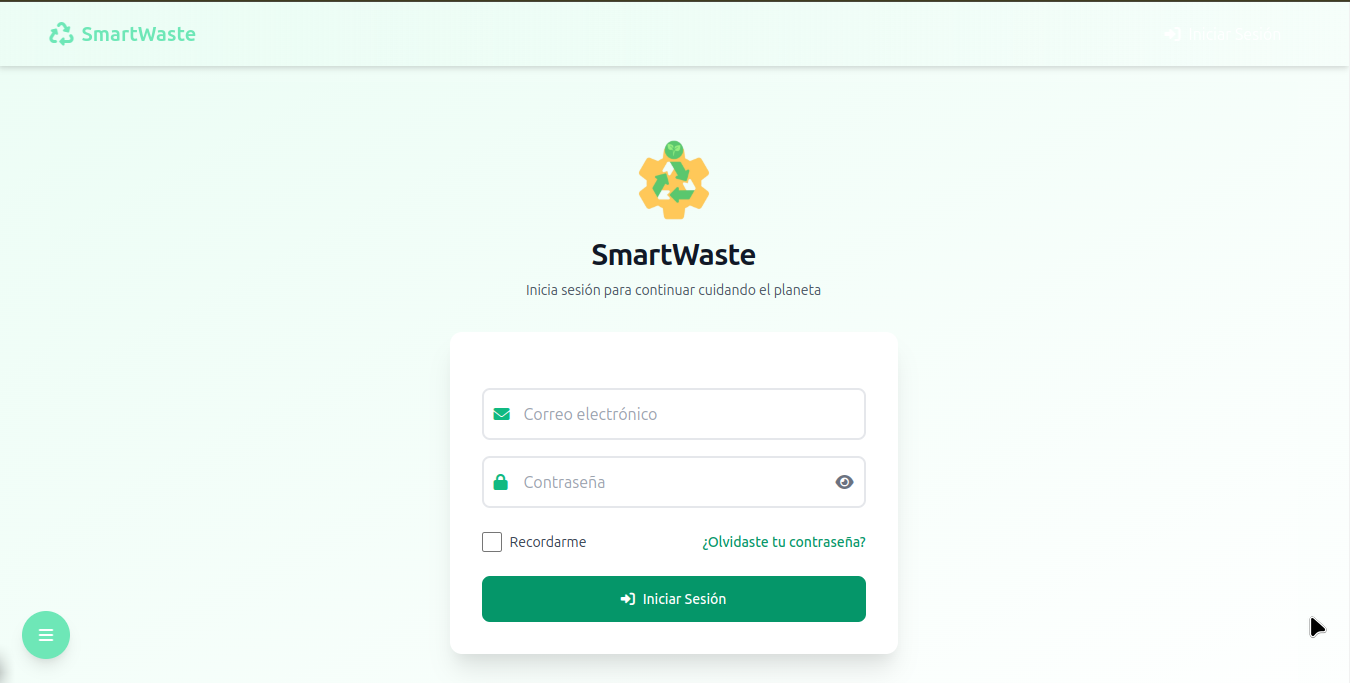 SmartWaste
Iniciar Sesión
SmartWaste
Inicia sesión para continuar cuidando el planeta
Correo electrónico
Contraseña
Recordarme
¿Olvidaste tu contraseña?
Iniciar Sesión